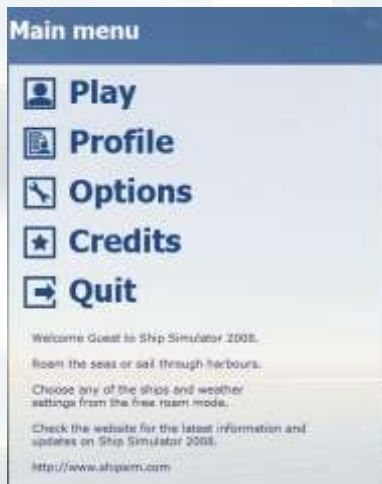 Main menu
Play
Profile
Options
Credits
Quit
Welcome Guest to Ship Simulator 2008.
Roam the seas or sail through harbours.
Choose any of the ships and weather
settings from the free roam mode.
Check the website for the latest information and
updates on Ship Simulator 2008.
http://www.shipsim.com